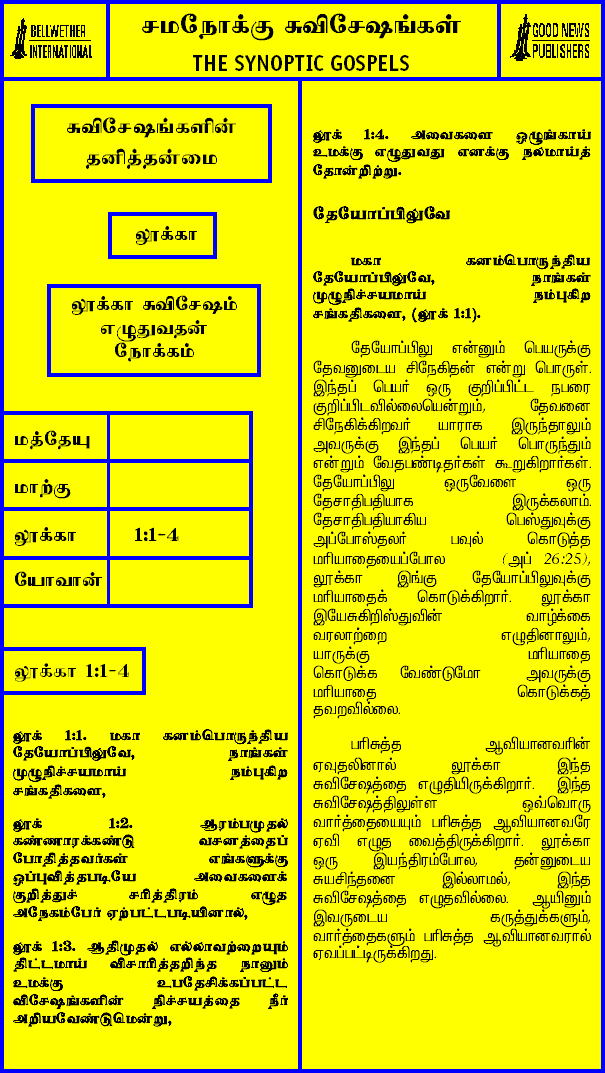 BELLWETHER
INTERNATIONAL
சமநோக்கு சுவிசேஷங்கள்
THE SYNOPTIC GOSPELS
GOOD NEWS
PUBLISHERS
சுவிசேஷங்களின்
தனித்தன்மை
லூக்கா
லூக்கா சுவிசேஷம்
எழுதுவதன்
நோக்கம்
மத்தேயு
மாற்கு
லூக்கா 1:1-4
யோவான்
லூக்கா 1:1-4
லூக் 1:1. மகா கனம்பொருந்திய
தேயோப்பிலுவே, நாங்கள்
முழுநிச்சயமாய் நம்புகிற
சங்கதிகளை,
லூக் 1:2. ஆரம்பமுதல்
கண்ணாரக்கண்டு வசனத்தைப்
போதித்தவர்கள் எங்களுக்கு
ஒப்புவித்தபடியே அவைகளைக்
குறித்துச் சரித்திரம் எழுத
அநேகம்பேர் ஏற்பட்டபடியினால்,
லூக் 1:3. ஆதிமுதல் எல்லாவற்றையும்
திட்டமாய் விசாரித்தறிந்த நானும்
உமக்கு உபதேசிக்கப்பட்ட
விசேஷங்களின் நிச்சயத்தை நீர்
அறியவேண்டுமென்று,
லூக் 1:4. அவைகளை ஒழுங்காய்
உமக்கு எழுதுவது எனக்கு நலமாய்த்
தோன்றிற்று.
தேயோப்பிலுவே
மகா கனம்பொருந்திய
தேயோப்பிலுவே, நாங்கள்
முழுநிச்சயமாய் நம்புகிற
சங்கதிகளை, (லூக் 1:1).
தேயோப்பிலு என்னும் பெயருக்கு
தேவனுடைய சிநேகிதன் என்று பொருள்.
இந்தப் பெயர் ஒரு குறிப்பிட்ட நபரை
குறிப்பிடவில்லையென்றும், தேவனை
சிநேகிக்கிறவர் யாராக இருந்தாலும்
அவருக்கு இந்தப் பெயர் பொருந்தும்
என்றும் வேதபண்டிதர்கள் கூறுகிறார்கள்.
தேயோப்பிலு ஒருவேளை ஒரு
தேசாதிபதியாக இருக்கலாம்.
தேசாதிபதியாகிய பெஸ்துவுக்கு
அப்போஸ்தலர் பவுல் கொடுத்த
மரியாதையைப்போல (அப் 26:25),
லூக்கா இங்கு தேயோப்பிலுவுக்கு
மரியாதைக் கொடுக்கிறார். லூக்கா
இயேசுகிறிஸ்துவின் வாழ்க்கை
வரலாற்றை எழுதினாலும்,
யாருக்கு மரியாதை
கொடுக்க வேண்டுமோ அவருக்கு
மரியாதை கொடுக்கத்
தவறவில்லை.
பரிசுத்த ஆவியானவரின்
ஏவுதலினால் லூக்கா இந்த
சுவிசேஷத்தை எழுதியிருக்கிறார். இந்த
சுவிசேஷத்திலுள்ள ஒவ்வொரு
வார்த்தையையும் பரிசுத்த ஆவியானவரே
ஏவி எழுத வைத்திருக்கிறார். லூக்கா
ஒரு இயந்திரம்போல, தன்னுடைய
சுயசிந்தனை இல்லாமல், இந்த
சுவிசேஷத்தை எழுதவில்லை. ஆயினும்
இவருடைய கருத்துக்களும்,
வார்த்தைகளும் பரிசுத்த ஆவியானவரால்
ஏவப்பட்டிருக்கிறது.